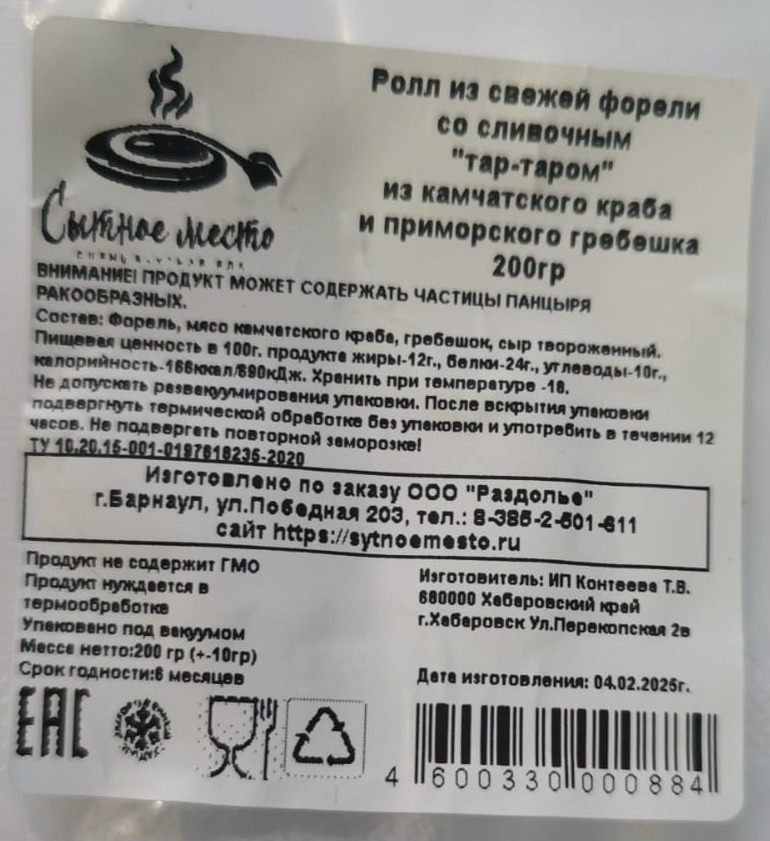 Ролл из свежей форели
со сливочным
"тар-таром"
из камчатского краба
и приморского гребешка
200гр
Сытное место
ВНИМАНИЕ! ПРОДУКТ МОЖЕТ СОДЕРЖАТЬ ЧАСТИЦЫ ПАНЦЫРЯ
РАКООБРАЗНЫХ.
Состав: Форель, мясо камчатского краба, гребешок, сыр твороженный.
Пищевая ценность в 100г. продукта жиры-12г., белки-24г., углеводы-10г.,
калорийность-166ккал/690кДж. Хранить при температуре -18.
Не допускать развакуумирования упаковки. После вскрытия упаковки
подвергнуть термической обработке без упаковки и употребить в течении 12
часов. Не подвергать повторной заморозке!
ТУ 10.20.15-001-0197616235-2020
Изготовлено по заказу ООО "Раздолье"
г.Барнаул, ул.Победная 203, тел.: 8-385-2-501-611
сайт https://sytnoemesto.ru
Продукт не содержит ГМО
Продукт нуждается в
термообработке
Упаковано под вакуумом
Масса нетто:200 гр (+-10гр)
Срок годности:6 месяцев
Изготовитель: ИП Контеева Т.В.
680000 Хабаровский край
г.Хабаровск Ул.Перекопская 2в
Дата изготовления: 04.02.2025г.
EAC
4 600330 000884